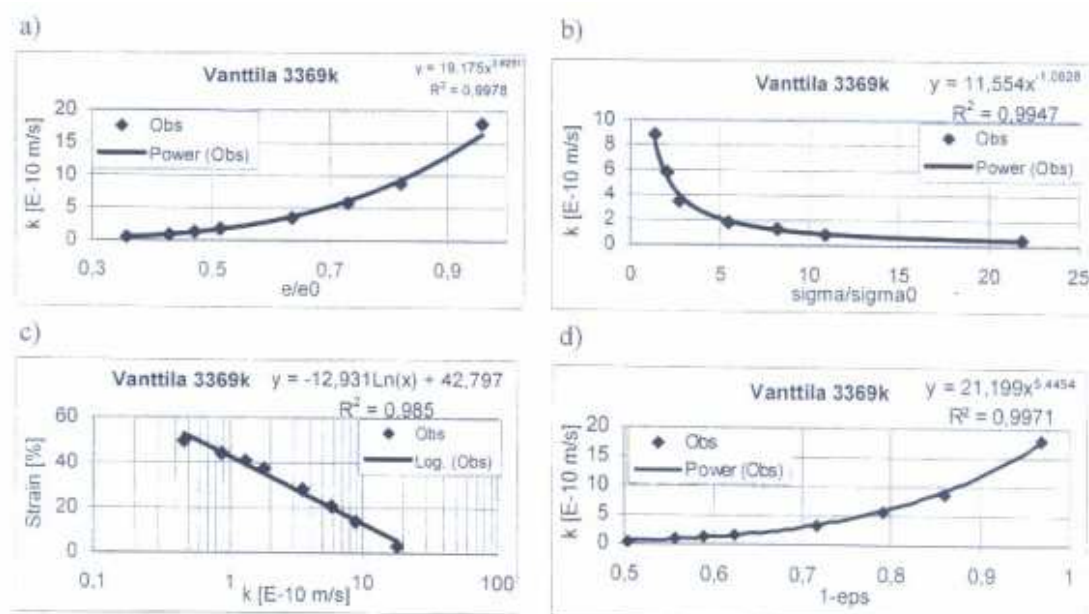 a)
Vanttila 3369k
R² = 0,9978
Obs
Power (Obs)
k [E-10 m/s]
20
15
10
5
0
0,3 0,5 0,7 0,9
e/e0
b)
Vanttila 3369k y = 11,554x^-1,0828
R² = 0,9947
Obs
Power (Obs)
k [E-10 m/s]
10
8
6
4
2
0
0 5 10 15 20 25
sigma/sigma0
c)
Vanttila 3369k y = -12,931Ln(x) + 42,797
R² = 0,985
Obs
Log. (Obs)
Strain [%]
60
40
20
0
0,1 1 10 100
k [E-10 m/s]
d)
Vanttila 3369k y = 21,199x^5,4454
R² = 0,9971
Obs
Power (Obs)
k [E-10 m/s]
20
15
10
5
0
0,5 0,6 0,7 0,8 0,9 1
1-eps